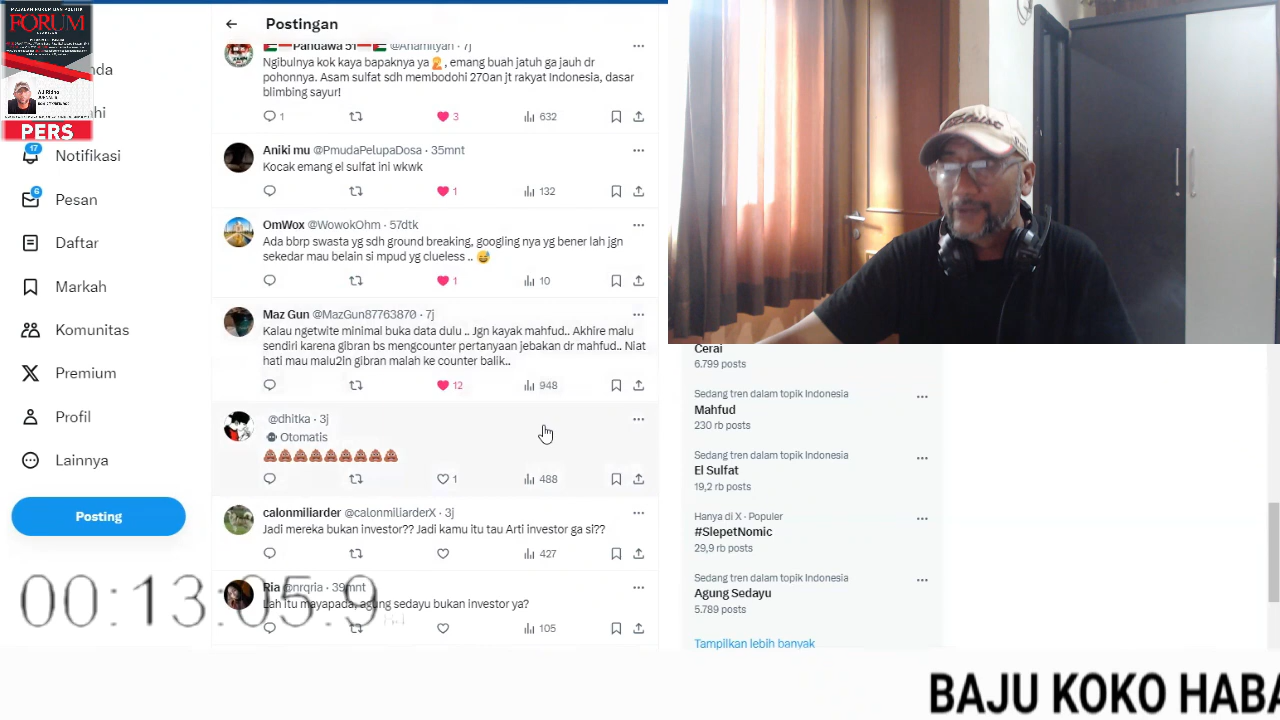 FORUM
PERS
Postingan
Notifikasi
17
Pesan
6
Daftar
Markah
Komunitas
Premium
Profil
Lainnya
Posting
00:13:05.9
Pandawa 51 @Anamityan · 7j
Ngibulnya kok kaya bapaknya ya 🤦, emang buah jatuh ga jauh dr
pohonnya. Asam sulfat sdh membodohi 270an jt rakyat Indonesia, dasar
blimbing sayur!
1 3 632
Aniki mu @PmudaPelupaDosa · 35mnt
Kocak emang el sulfat ini wkwk
1 132
OmWox @WowokOhm · 57dtk
Ada bbrp swasta yg sdh ground breaking, googling nya yg bener lah jgn
sekedar mau belain si mpud yg clueless .. 😅
1 10
Maz Gun @MazGun87763870 · 7j
Kalau ngetwite minimal buka data dulu .. Jgn kayak mahfud.. Akhire malu
sendiri karena gibran bs mengcounter pertanyaan jebakan dr mahfud.. Niat
hati mau malu2in gibran malah ke counter balik..
12 948
@dhitka · 3j
Otomatis
💩💩💩💩💩💩💩💩💩
1 488
calonmiliarder @calonmiliarderX · 3j
Jadi mereka bukan investor?? Jadi kamu itu tau Arti investor ga si??
427
Ria @nrqria · 39mnt
Lah itu mayapada, agung sedayu bukan investor ya?
105
Cerai
6.799 posts
Sedang tren dalam topik Indonesia
Mahfud
230 rb posts
Sedang tren dalam topik Indonesia
El Sulfat
19,2 rb posts
Hanya di X · Populer
#SlepetNomic
29,9 rb posts
Sedang tren dalam topik Indonesia
Agung Sedayu
5.789 posts
Tampilkan lebih banyak
BAJU KOKO HABA